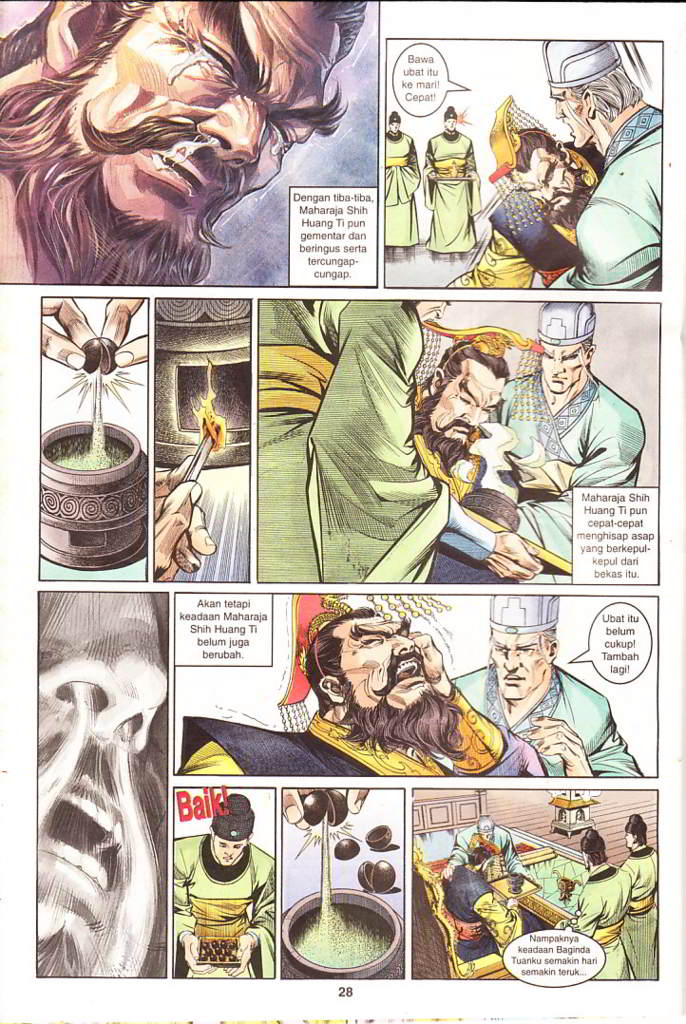 Dengan tiba-tiba,
Maharaja Shih
Huang Ti pun
gementar dan
beringus serta
tercungap-
cungap.
Bawa
ubat itu
ke mari!
Cepat!
Maharaja Shih
Huang Ti pun
cepat-cepat
menghisap asap
yang berkepul-
kepul dari
bekas itu.
Akan tetapi
keadaan Maharaja
Shih Huang Ti
belum juga
berubah.
Ubat itu
belum
cukup!
Tambah
lagi!
Baik!
Nampaknya
keadaan Baginda
Tuanku semakin hari
semakin teruk...
28